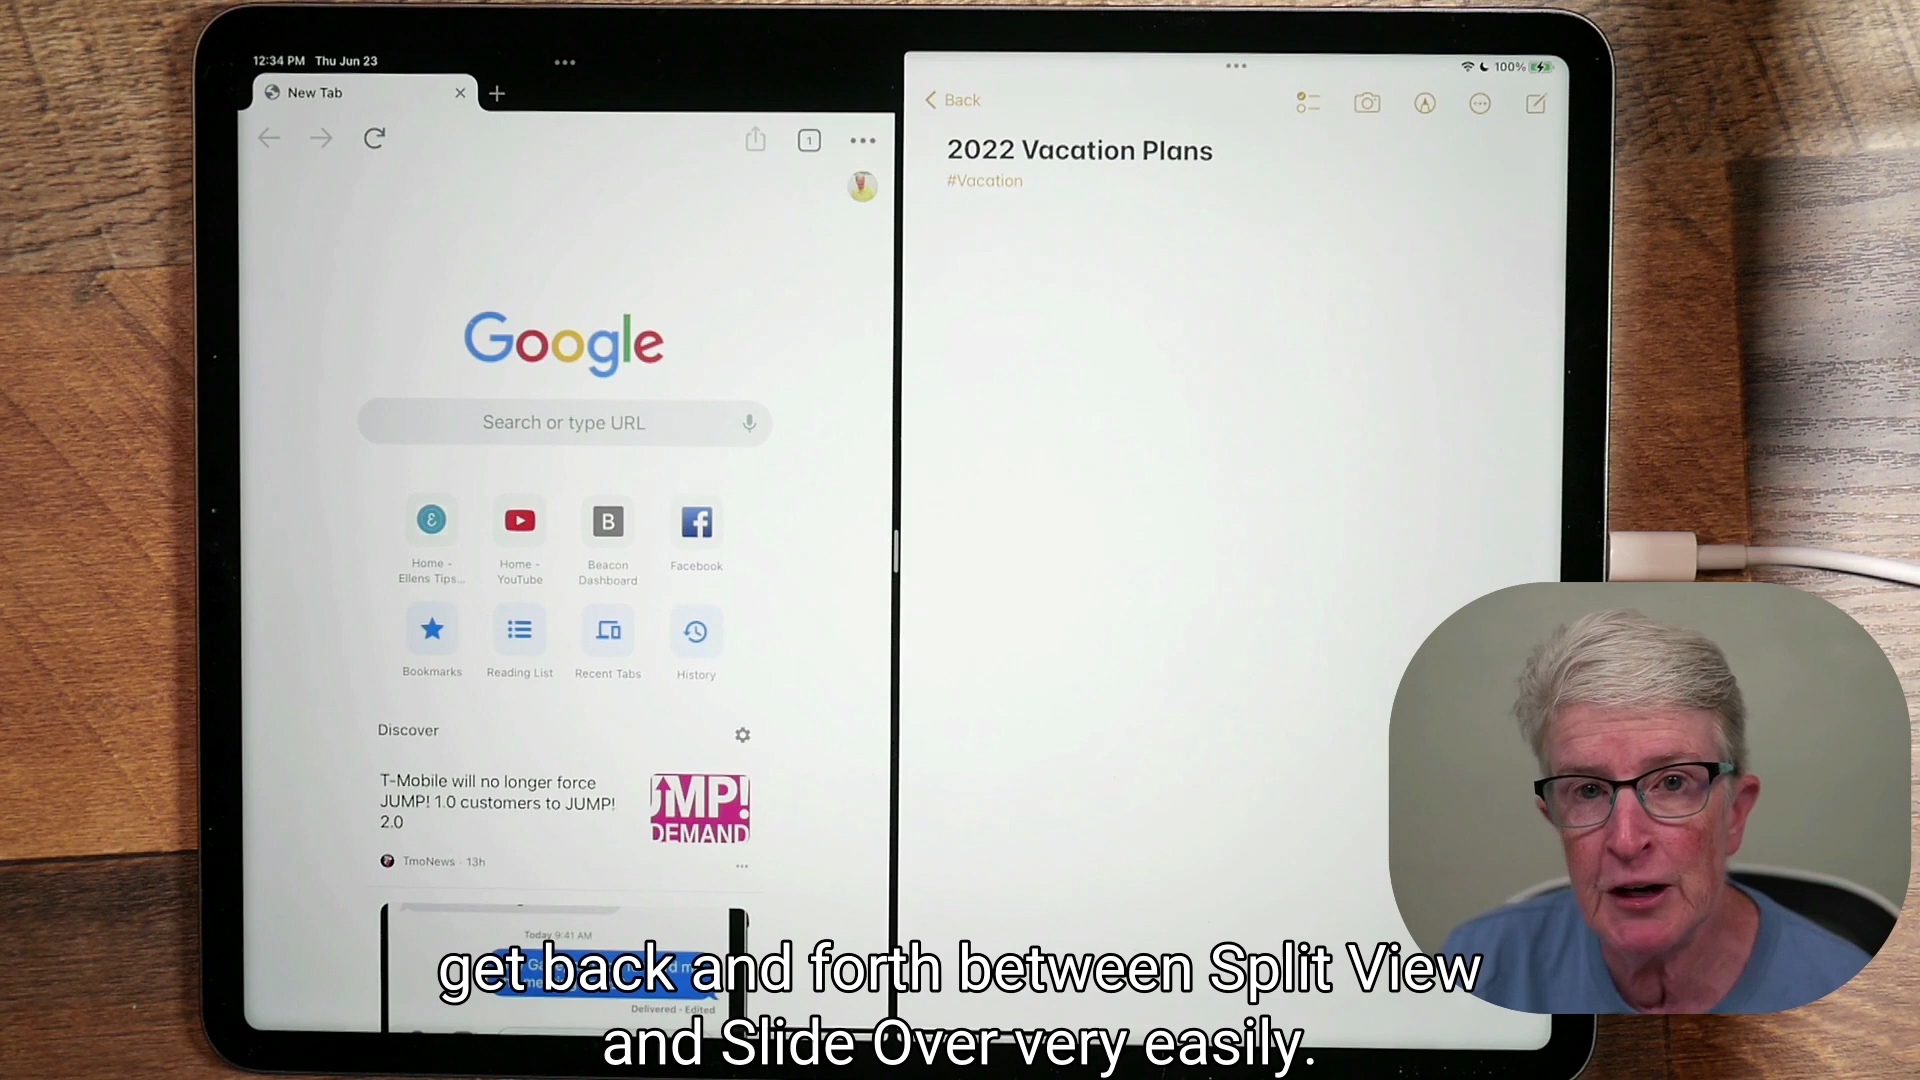 12:34 PM Thu Jun 23
New Tab
1
Google
Search or type URL
Home -
Ellens Tips...
Home -
YouTube
B
Beacon
Dashboard
Facebook
Bookmarks
Reading List
Recent Tabs
History
Discover
T-Mobile will no longer force
JUMP! 1.0 customers to JUMP!
2.0
JUMP!
DEMAND
TmoNews · 13h
Today 9:41 AM
Delivered · Edited
100%
Back
2022 Vacation Plans
#Vacation
get back and forth between Split View
and Slide Over very easily.